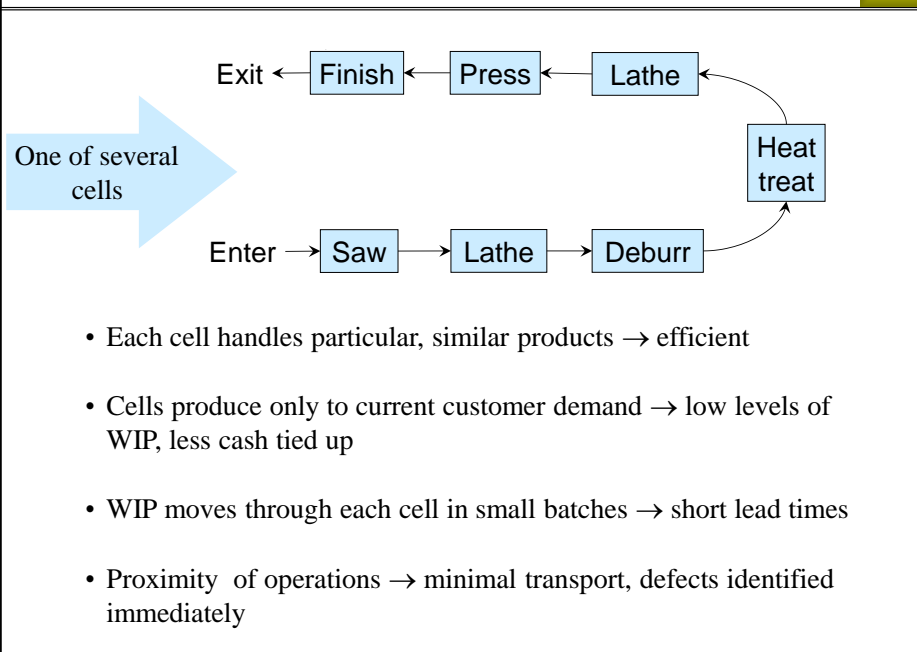 Exit Finish Press Lathe
One of several
cells
Heat
treat
Enter Saw Lathe Deburr
• Each cell handles particular, similar products → efficient
• Cells produce only to current customer demand → low levels of
WIP, less cash tied up
• WIP moves through each cell in small batches → short lead times
• Proximity of operations → minimal transport, defects identified
immediately